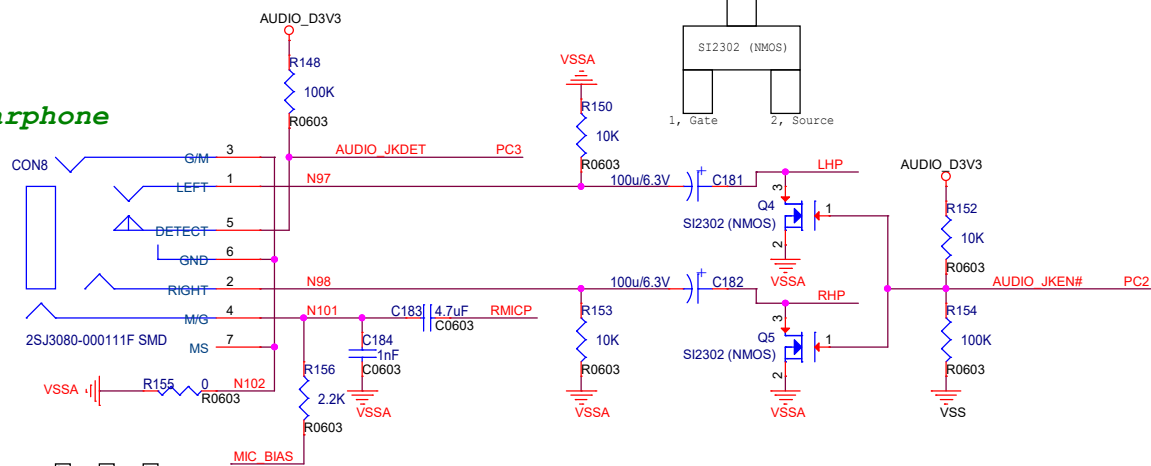 AUDIO_D3V3
R148
100K
R0603
arphone
CON8
G/M 3
LEFT 1
DETECT 5
GND 6
RIGHT 2
M/G 4
MS 7
2SJ3080-000111F SMD
AUDIO_JKDET PC3
N97
N98
N101
N102
VSSA
R155 0
R0603
R156
2.2K
R0603
MIC_BIAS
C183 4.7uF
C0603
RMICP
C184
1nF
C0603
VSSA
VSSA
R150
10K
R0603
R153
10K
R0603
VSSA
SI2302 (NMOS)
1, Gate 2, Source
100u/6.3V C181
LHP
3
Q4
SI2302 (NMOS)
1
2
VSSA
100u/6.3V C182
RHP
3
Q5
SI2302 (NMOS)
1
2
VSSA
AUDIO_D3V3
R152
10K
R0603
AUDIO_JKEN# PC2
R154
100K
R0603
VSS